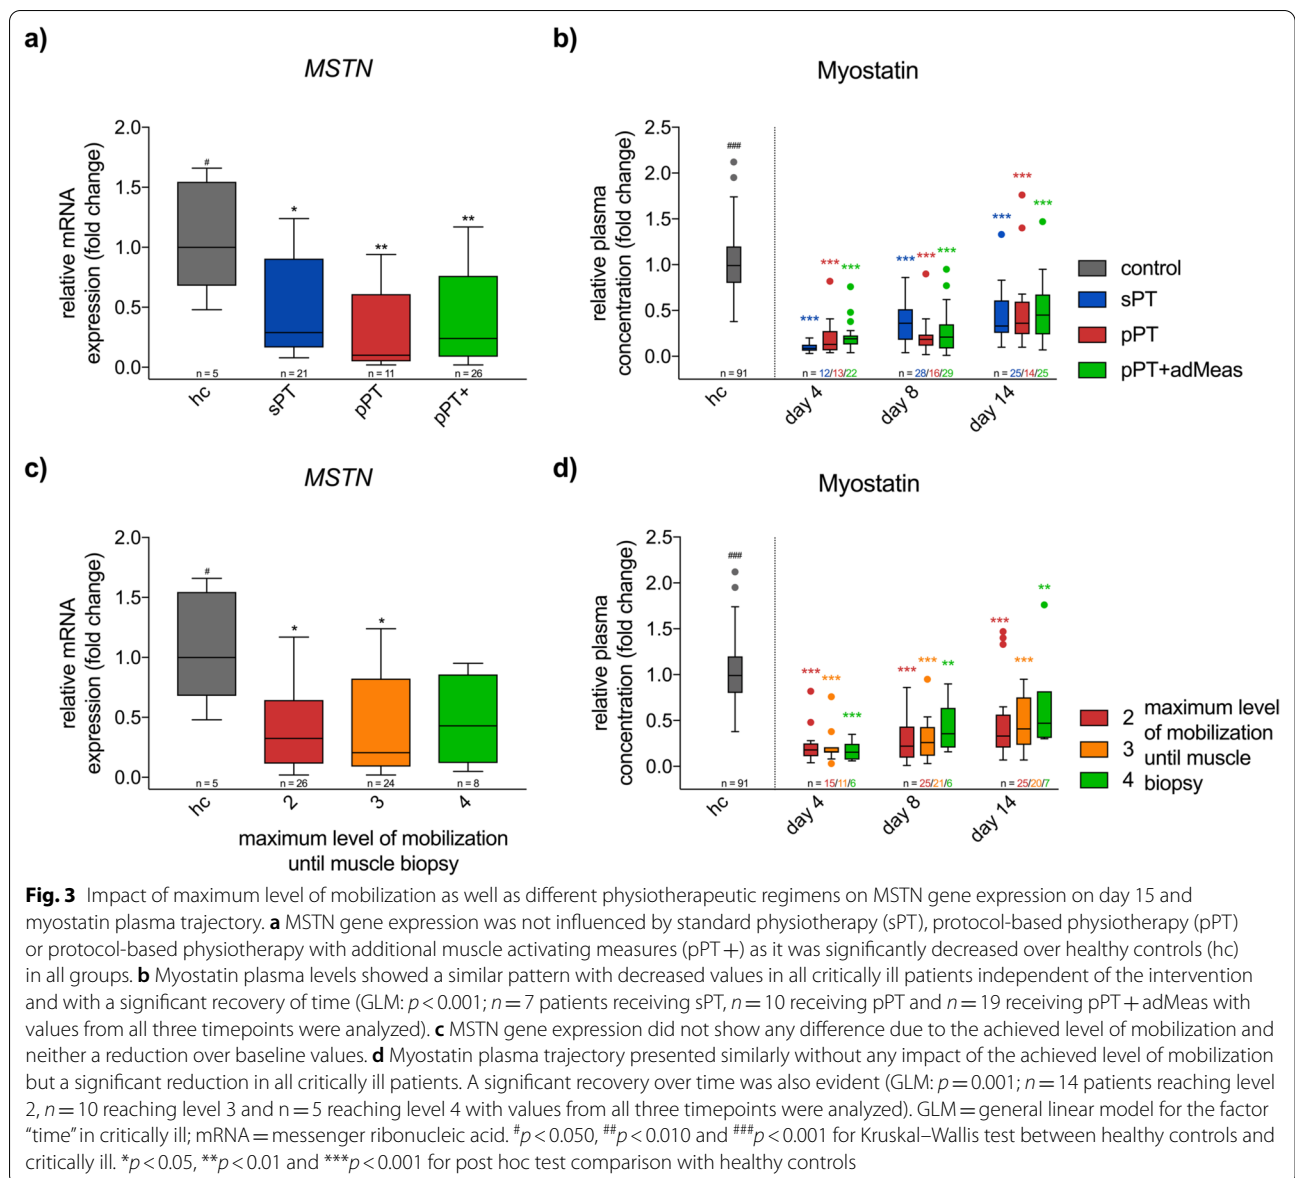 a)
MSTN
relative mRNA
expression (fold change)
2.0
1.5
1.0
0.5
0.0
#
*
**
**
n = 5
n = 21
n = 11
n = 26
hc
sPT
pPT
pPT+
b)
Myostatin
relative plasma
concentration (fold change)
2.5
2.0
1.5
1.0
0.5
0.0
###
***
***
***
***
***
***
***
***
***
n = 91
n = 12/13/22
n = 28/16/29
n = 25/14/25
hc
day 4
day 8
day 14
control
sPT
pPT
pPT+adMeas
c)
MSTN
relative mRNA
expression (fold change)
2.0
1.5
1.0
0.5
0.0
#
*
*
n = 5
n = 26
n = 24
n = 8
hc
2
3
4
maximum level of mobilization
until muscle biopsy
d)
Myostatin
relative plasma
concentration (fold change)
2.5
2.0
1.5
1.0
0.5
0.0
###
***
***
***
***
***
**
***
***
**
n = 91
n = 15/11/6
n = 25/21/6
n = 25/20/7
hc
day 4
day 8
day 14
2
3
4
maximum level
of mobilization
until muscle
biopsy
Fig. 3 Impact of maximum level of mobilization as well as different physiotherapeutic regimens on MSTN gene expression on day 15 and
myostatin plasma trajectory. a MSTN gene expression was not influenced by standard physiotherapy (sPT), protocol-based physiotherapy (pPT)
or protocol-based physiotherapy with additional muscle activating measures (pPT +) as it was significantly decreased over healthy controls (hc)
in all groups. b Myostatin plasma levels showed a similar pattern with decreased values in all critically ill patients independent of the intervention
and with a significant recovery of time (GLM: p < 0.001; n = 7 patients receiving sPT, n = 10 receiving pPT and n = 19 receiving pPT + adMeas with
values from all three timepoints were analyzed). c MSTN gene expression did not show any difference due to the achieved level of mobilization and
neither a reduction over baseline values. d Myostatin plasma trajectory presented similarly without any impact of the achieved level of mobilization
but a significant reduction in all critically ill patients. A significant recovery over time was also evident (GLM: p = 0.001; n = 14 patients reaching level
2, n = 10 reaching level 3 and n = 5 reaching level 4 with values from all three timepoints were analyzed). GLM = general linear model for the factor
“time” in critically ill; mRNA = messenger ribonucleic acid. #p < 0.050, ##p < 0.010 and ###p < 0.001 for Kruskal–Wallis test between healthy controls and
critically ill. *p < 0.05, **p < 0.01 and ***p < 0.001 for post hoc test comparison with healthy controls